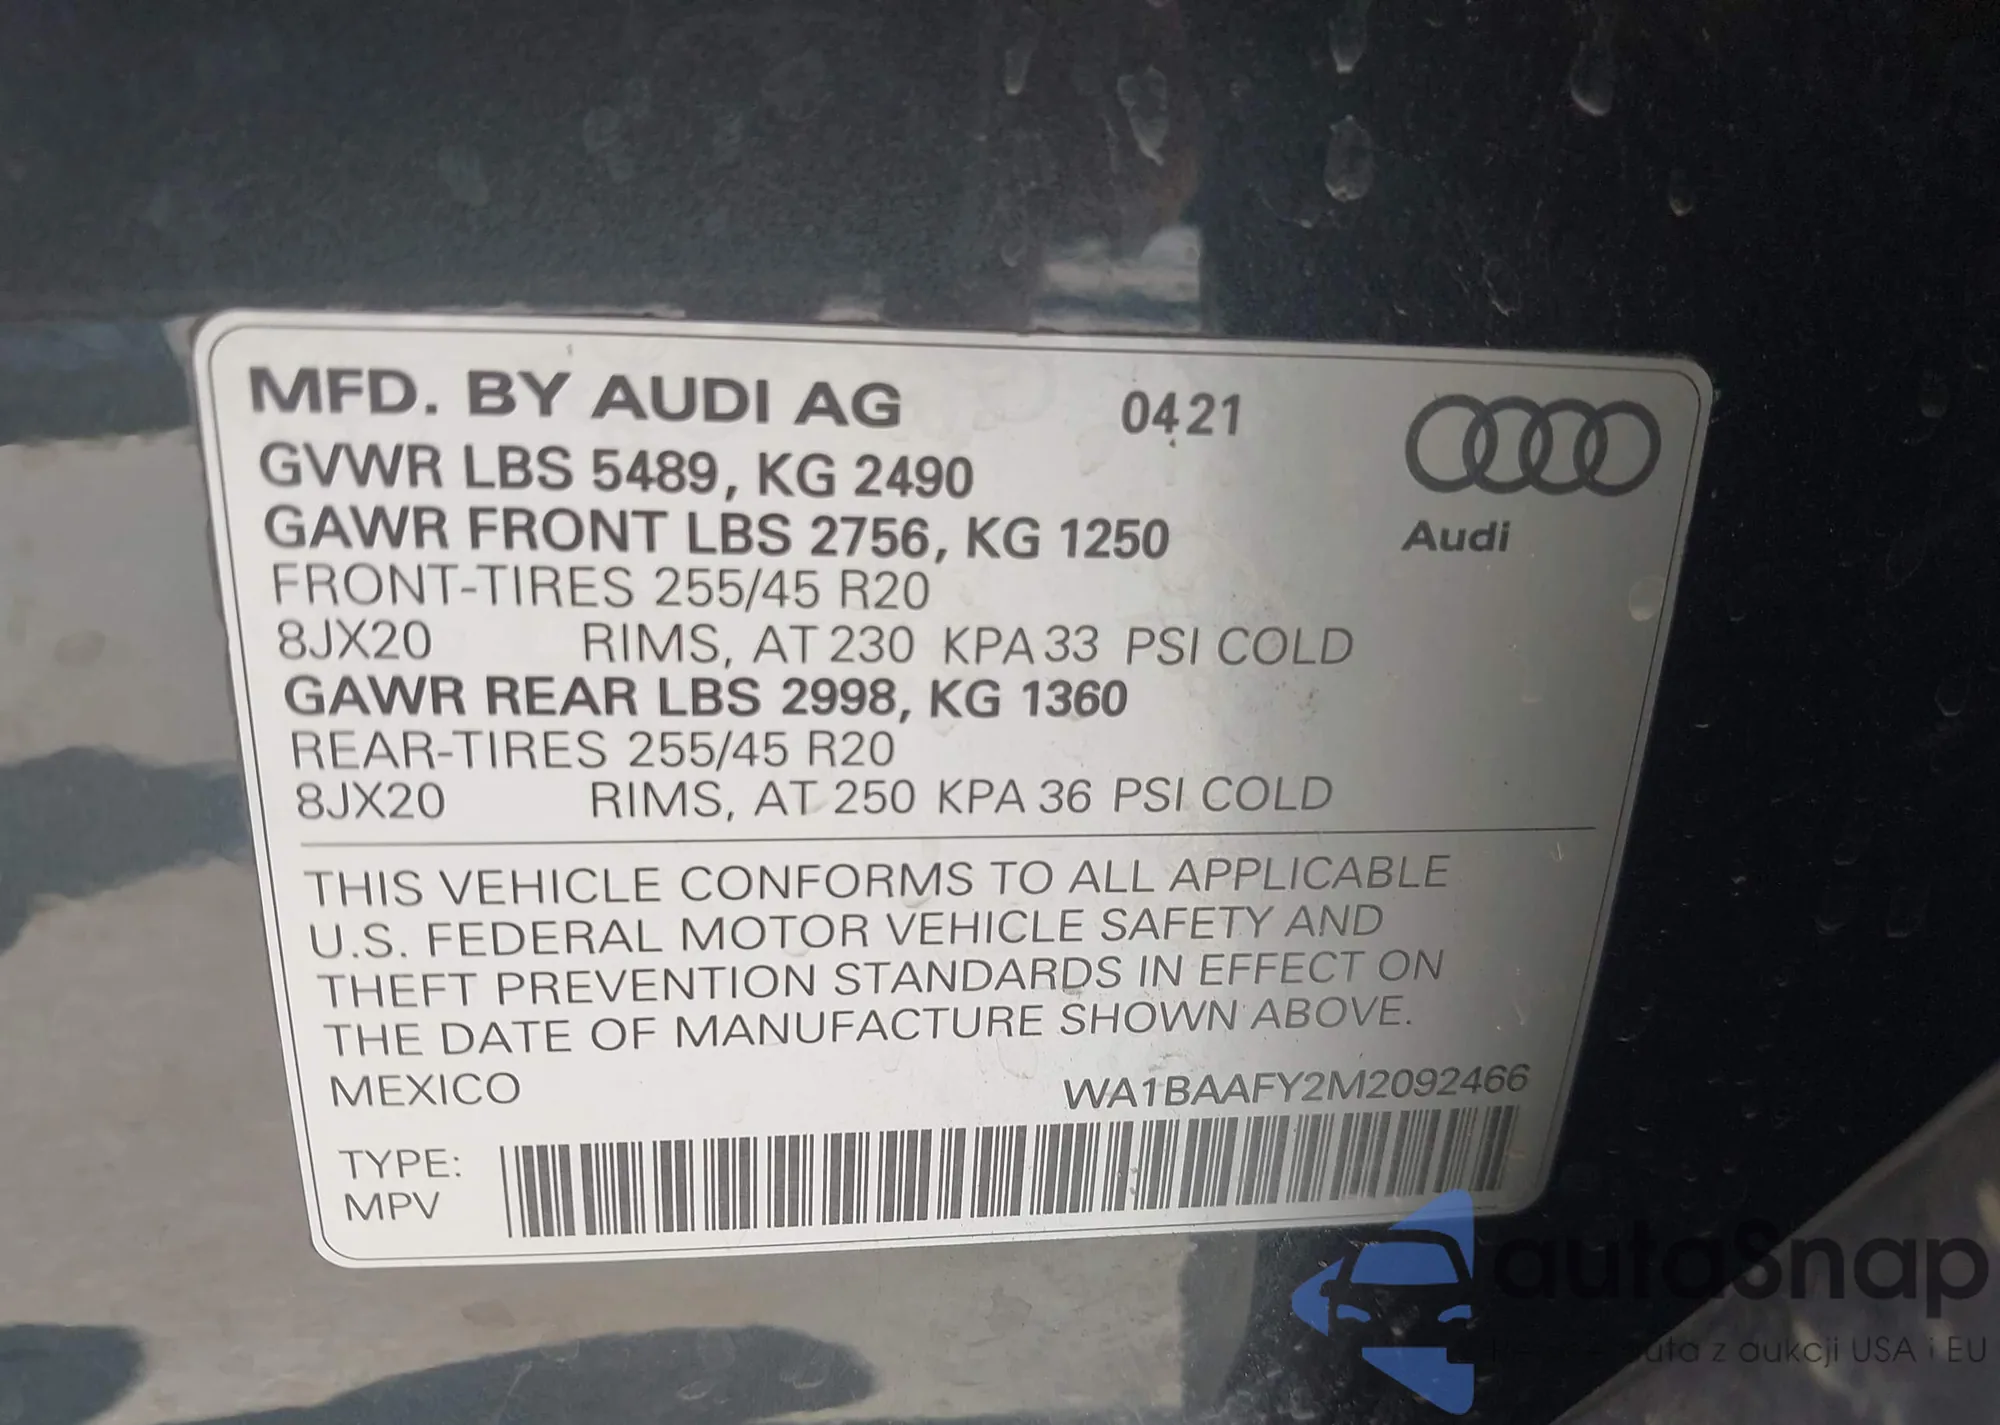 MFD. BY AUDI AG 04.21
GVWR LBS 5489, KG 2490
GAWR FRONT LBS 2756, KG 1250
Audi
FRONT-TIRES 255/45 R20
8JX20 RIMS, AT 230 KPA 33 PSI COLD
GAWR REAR LBS 2998, KG 1360
REAR-TIRES 255/45 R20
8JX20 RIMS, AT 250 KPA 36 PSI COLD
THIS VEHICLE CONFORMS TO ALL APPLICABLE
U.S. FEDERAL MOTOR VEHICLE SAFETY AND
THEFT PREVENTION STANDARDS IN EFFECT ON
THE DATE OF MANUFACTURE SHOWN ABOVE.
MEXICO WA1BAAFY2M2092466
TYPE:
MPV
autaSnap
auta z aukcji USA i EU